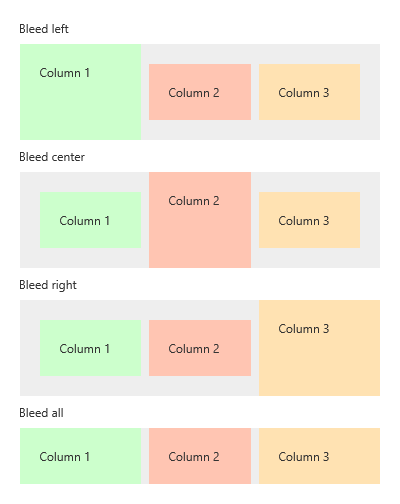 Bleed left
Column 1
Column 2
Column 3
Bleed center
Column 1
Column 2
Column 3
Bleed right
Column 1
Column 2
Column 3
Bleed all
Column 1
Column 2
Column 3